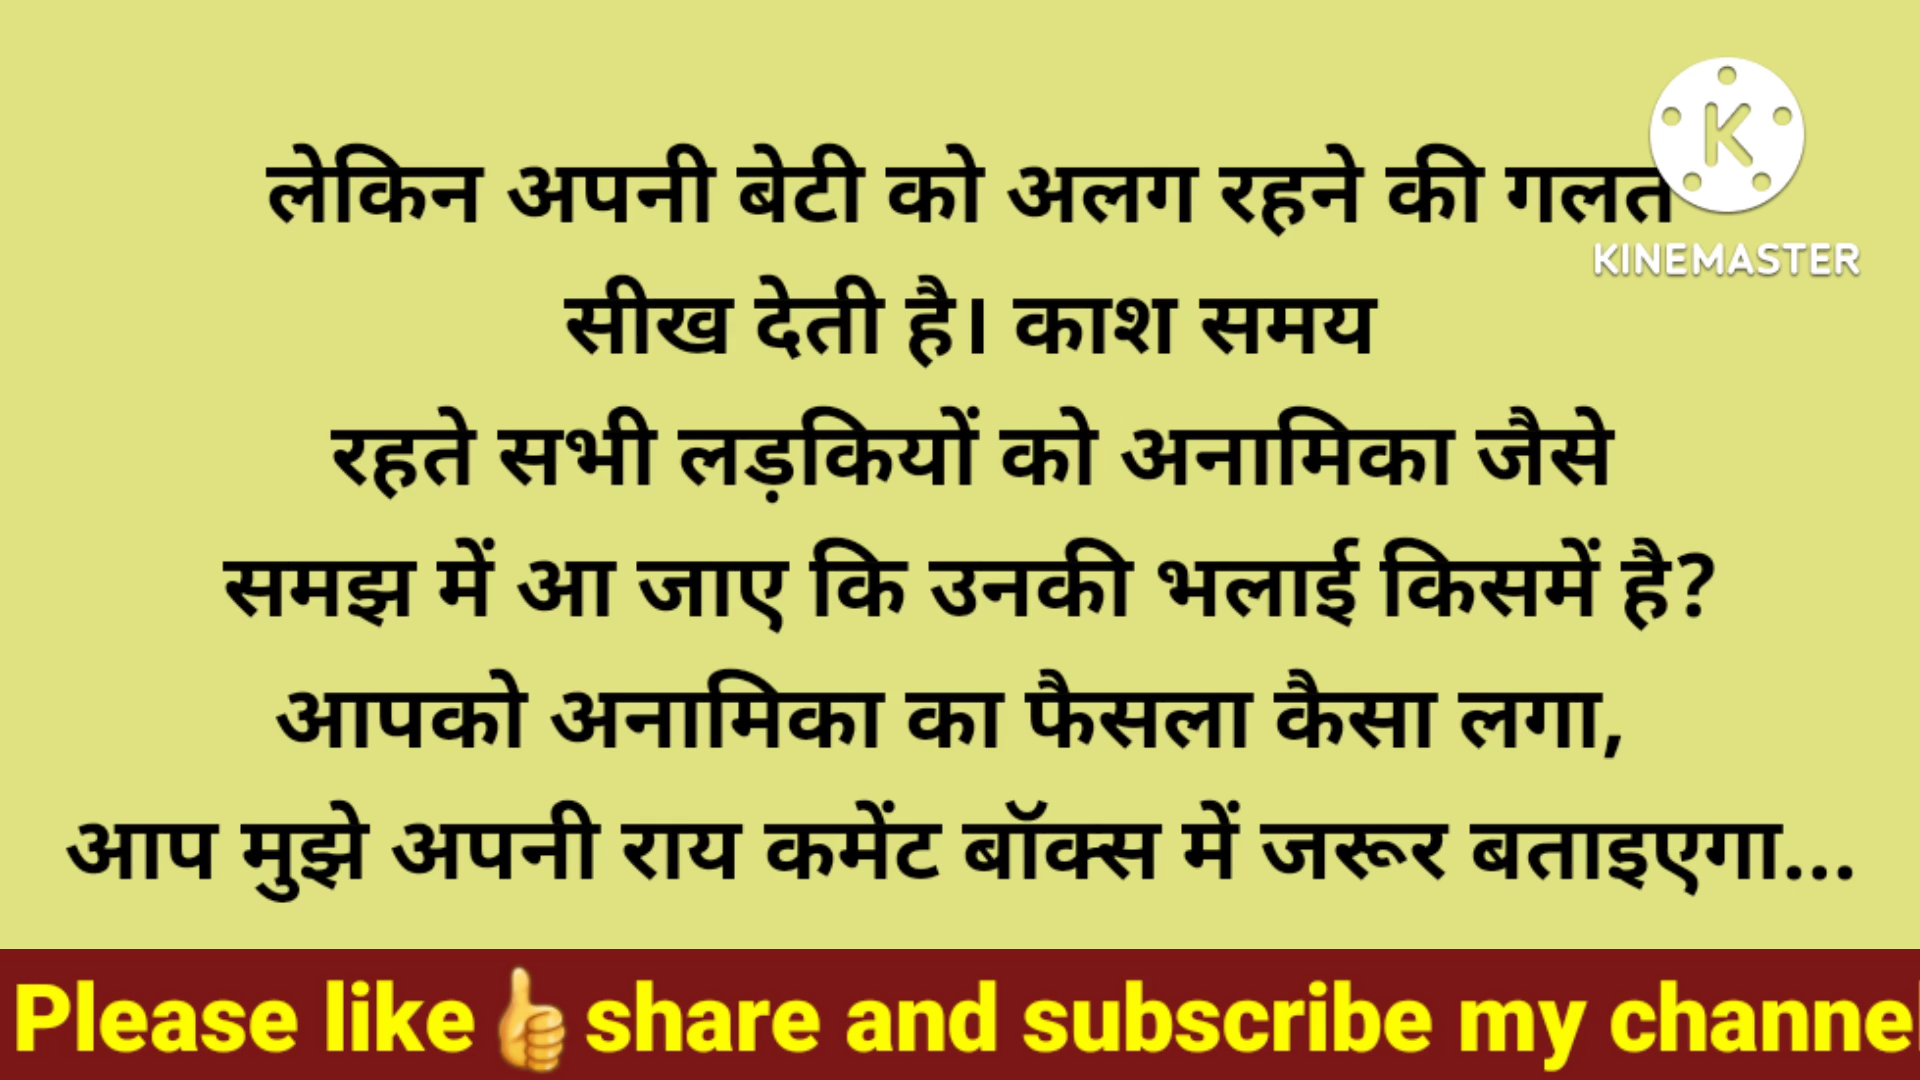 लेकिन अपनी बेटी को अलग रहने की गलत
KINEMASTER
सीख देती है। काश समय
रहते सभी लड़कियों को अनामिका जैसे
समझ में आ जाए कि उनकी भलाई किसमें है?
आपको अनामिका का फैसला कैसा लगा,
आप मुझे अपनी राय कमेंट बॉक्स में जरूर बताइएगा...
Please like👍share and subscribe my channel